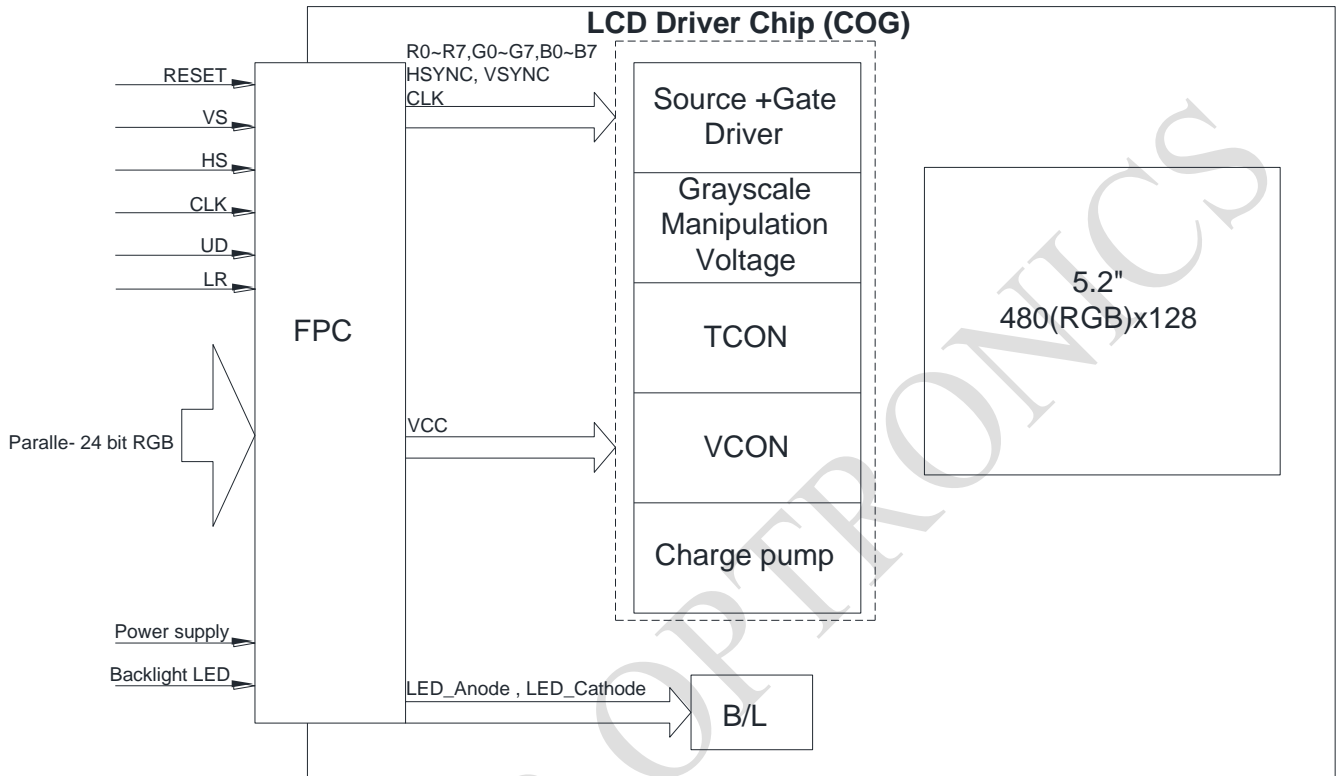 LCD Driver Chip (COG)
R0~R7,G0~G7,B0~B7
HSYNC, VSYNC
CLK
RESET
VS
HS
CLK
UD
LR
FPC
Paralle- 24 bit RGB
VCC
Power supply
Backlight LED
LED_Anode , LED_Cathode
B/L
Source +Gate
Driver
Grayscale
Manipulation
Voltage
TCON
VCON
Charge pump
5.2"
480(RGB)x128
OPTRONICS